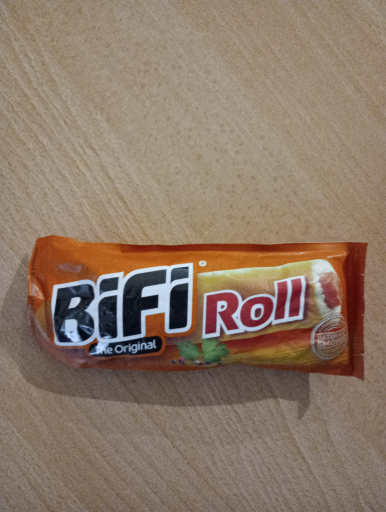 BiFi
Roll
The Original